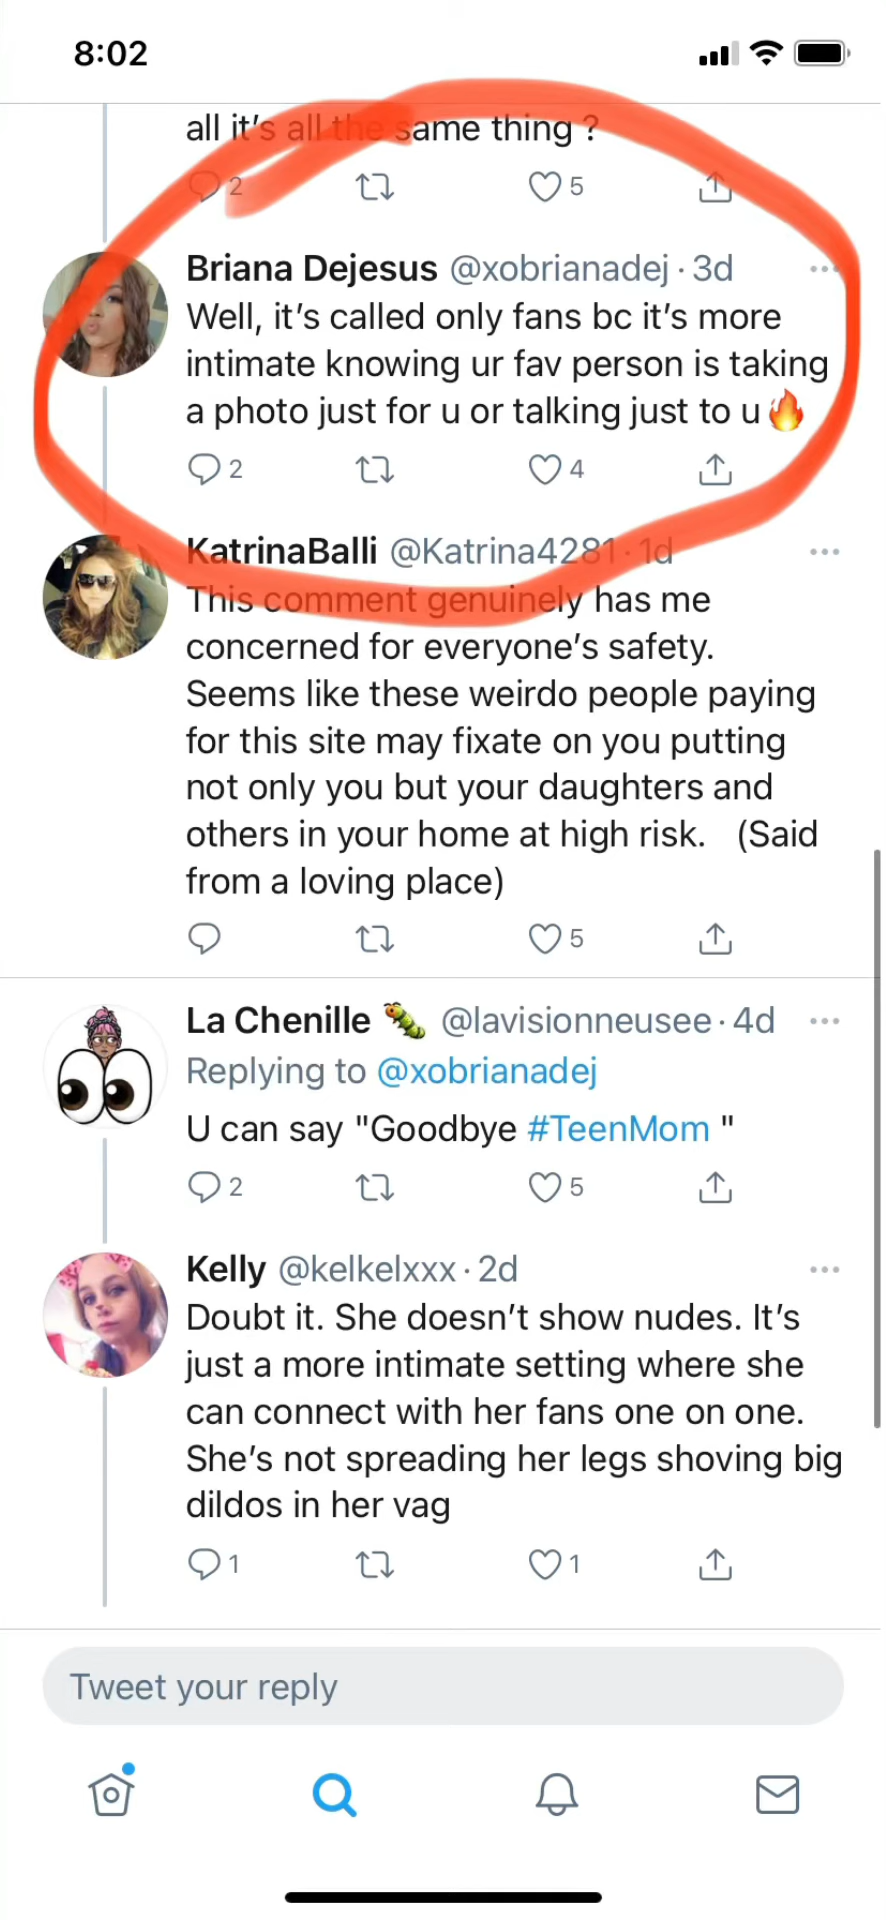 8:02
all it's all the same thing ?
2 5
Briana Dejesus @xobrianadej · 3d
Well, it's called only fans bc it's more
intimate knowing ur fav person is taking
a photo just for u or talking just to u🔥
2 4
KatrinaBalli @Katrina4281 · 1d
This comment genuinely has me
concerned for everyone's safety.
Seems like these weirdo people paying
for this site may fixate on you putting
not only you but your daughters and
others in your home at high risk. (Said
from a loving place)
5
La Chenille 🐛 @lavisionneusee · 4d
Replying to @xobrianadej
U can say "Goodbye #TeenMom "
2 5
Kelly @kelkelxxx · 2d
Doubt it. She doesn't show nudes. It's
just a more intimate setting where she
can connect with her fans one on one.
She's not spreading her legs shoving big
dildos in her vag
1 1
Tweet your reply